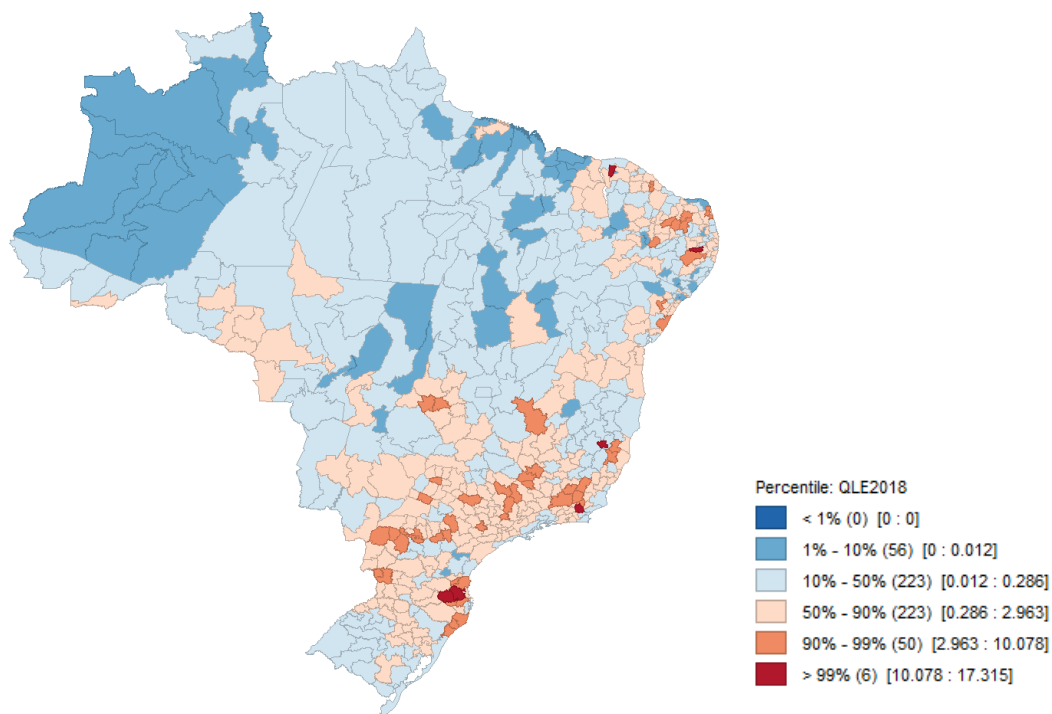 Percentile: QLE2018
< 1% (0) [0 : 0]
1% - 10% (56) [0 : 0.012]
10% - 50% (223) [0.012 : 0.286]
50% - 90% (223) [0.286 : 2.963]
90% - 99% (50) [2.963 : 10.078]
> 99% (6) [10.078 : 17.315]